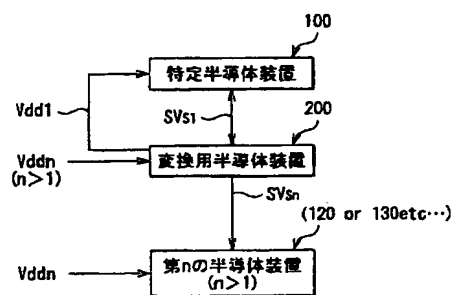 100
特定半導体装置
Vdd1
SVs1
200
Vddn
(n>1)
変換用半導体装置
SVsn
(120 or 130etc…)
Vddn
第nの半導体装置
(n>1)